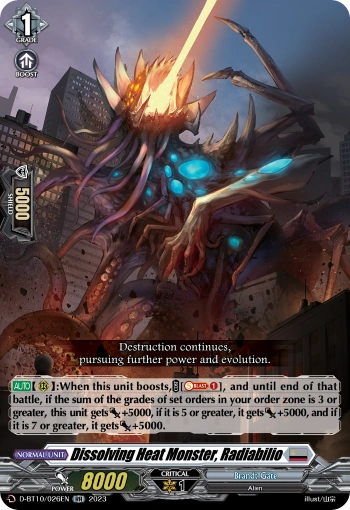 1
GRADE
BOOST
5000
SHIELD
Destruction continues,
pursuing further power and evolution.
AUTO【R】:When this unit boosts, [BLAST 1], and until end of that
battle, if the sum of the grades of set orders in your order zone is 3 or
greater, this unit gets +5000, if it is 5 or greater, it gets +5000, and if
it is 7 or greater, it gets +5000.
NORMAL UNIT
Dissolving Heat Monster, Radiabilio
POWER
8000
CRITICAL
1
Brandt Gate
Alien
D-BT10/026EN RR 2023
illust/山宗